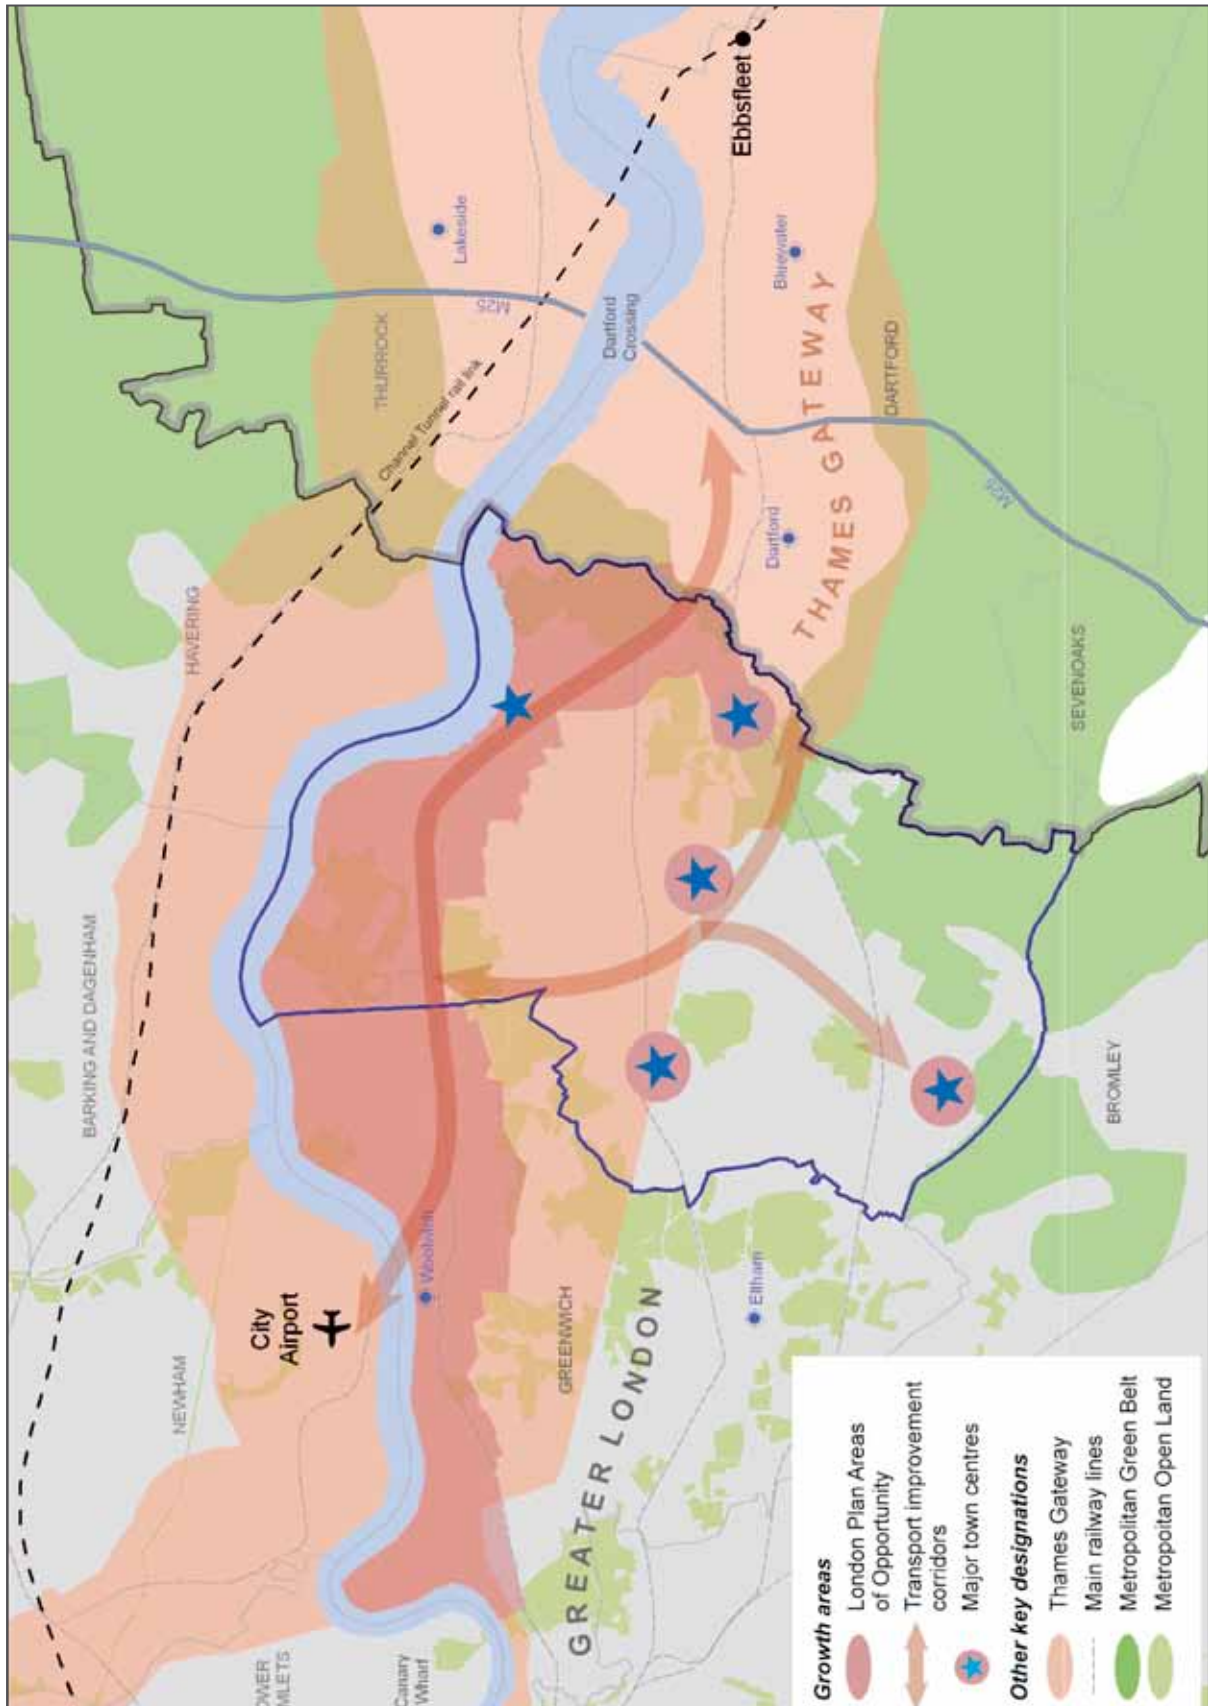 OWER
MLETS
Canary
Wharf
NEWHAM
City
Airport
BARKING AND DAGENHAM
HAVERING
Channel Tunnel rail link
THURROCK
M25
Lakeside
Dartford
Crossing
Ebbsfleet
Bluewater
THAMES GATEWAY
DARTFORD
Dartford
M25
SEVENOAKS
Woolwich
GREENWICH
GREATER LONDON
Eltham
BROMLEY
Growth areas
London Plan Areas
of Opportunity
Transport improvement
corridors
Major town centres
Other key designations
Thames Gateway
Main railway lines
Metropolitan Green Belt
Metropoitan Open Land